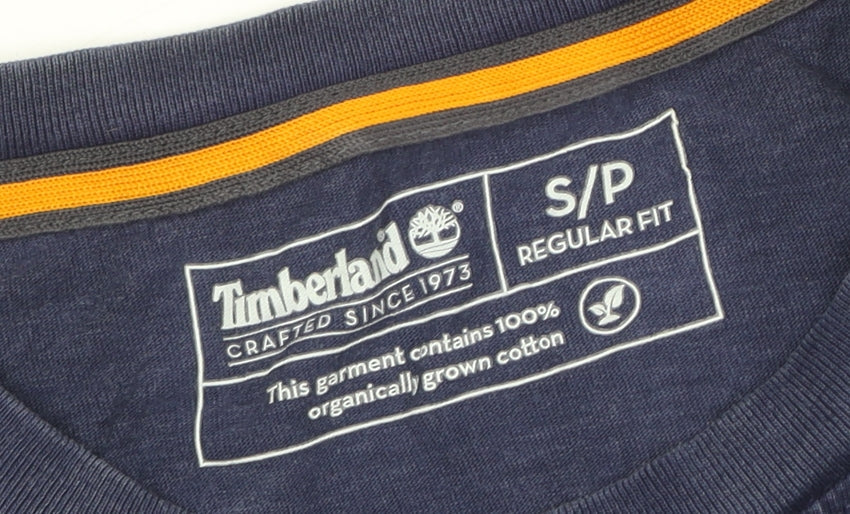 Timberland®
CRAFTED SINCE 1973
S/P
REGULAR FIT
This garment contains 100%
organically grown cotton